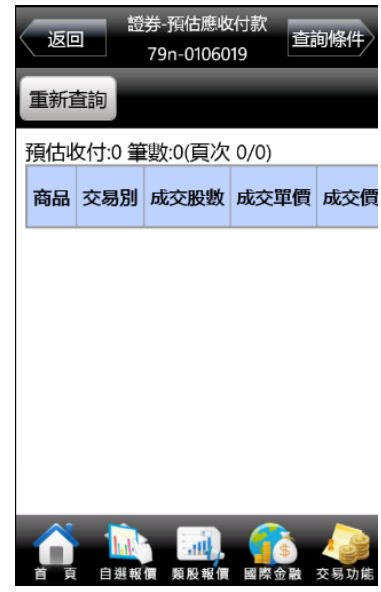 返回
證券-預估應收付款
79n-0106019
查詢條件
重新查詢
預估收付:0 筆數:0(頁次 0/0)
商品 交易別 成交股數 成交單價 成交價
首 頁 自選報價 類股報價 國際金融 交易功能